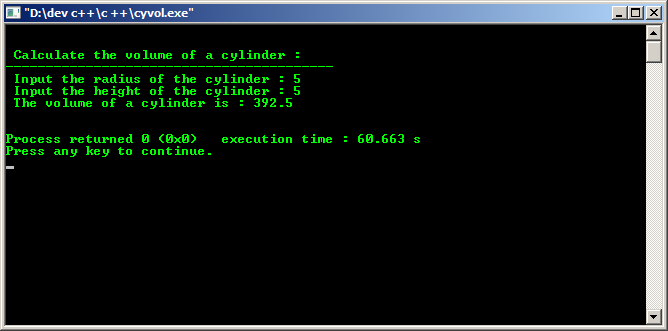 "D:\dev c++\c ++\cyvol.exe"
Calculate the volume of a cylinder :
-----------------------------------------
Input the radius of the cylinder : 5
Input the height of the cylinder : 5
The volume of a cylinder is : 392.5
Process returned 0 (0x0)   execution time : 60.663 s
Press any key to continue.